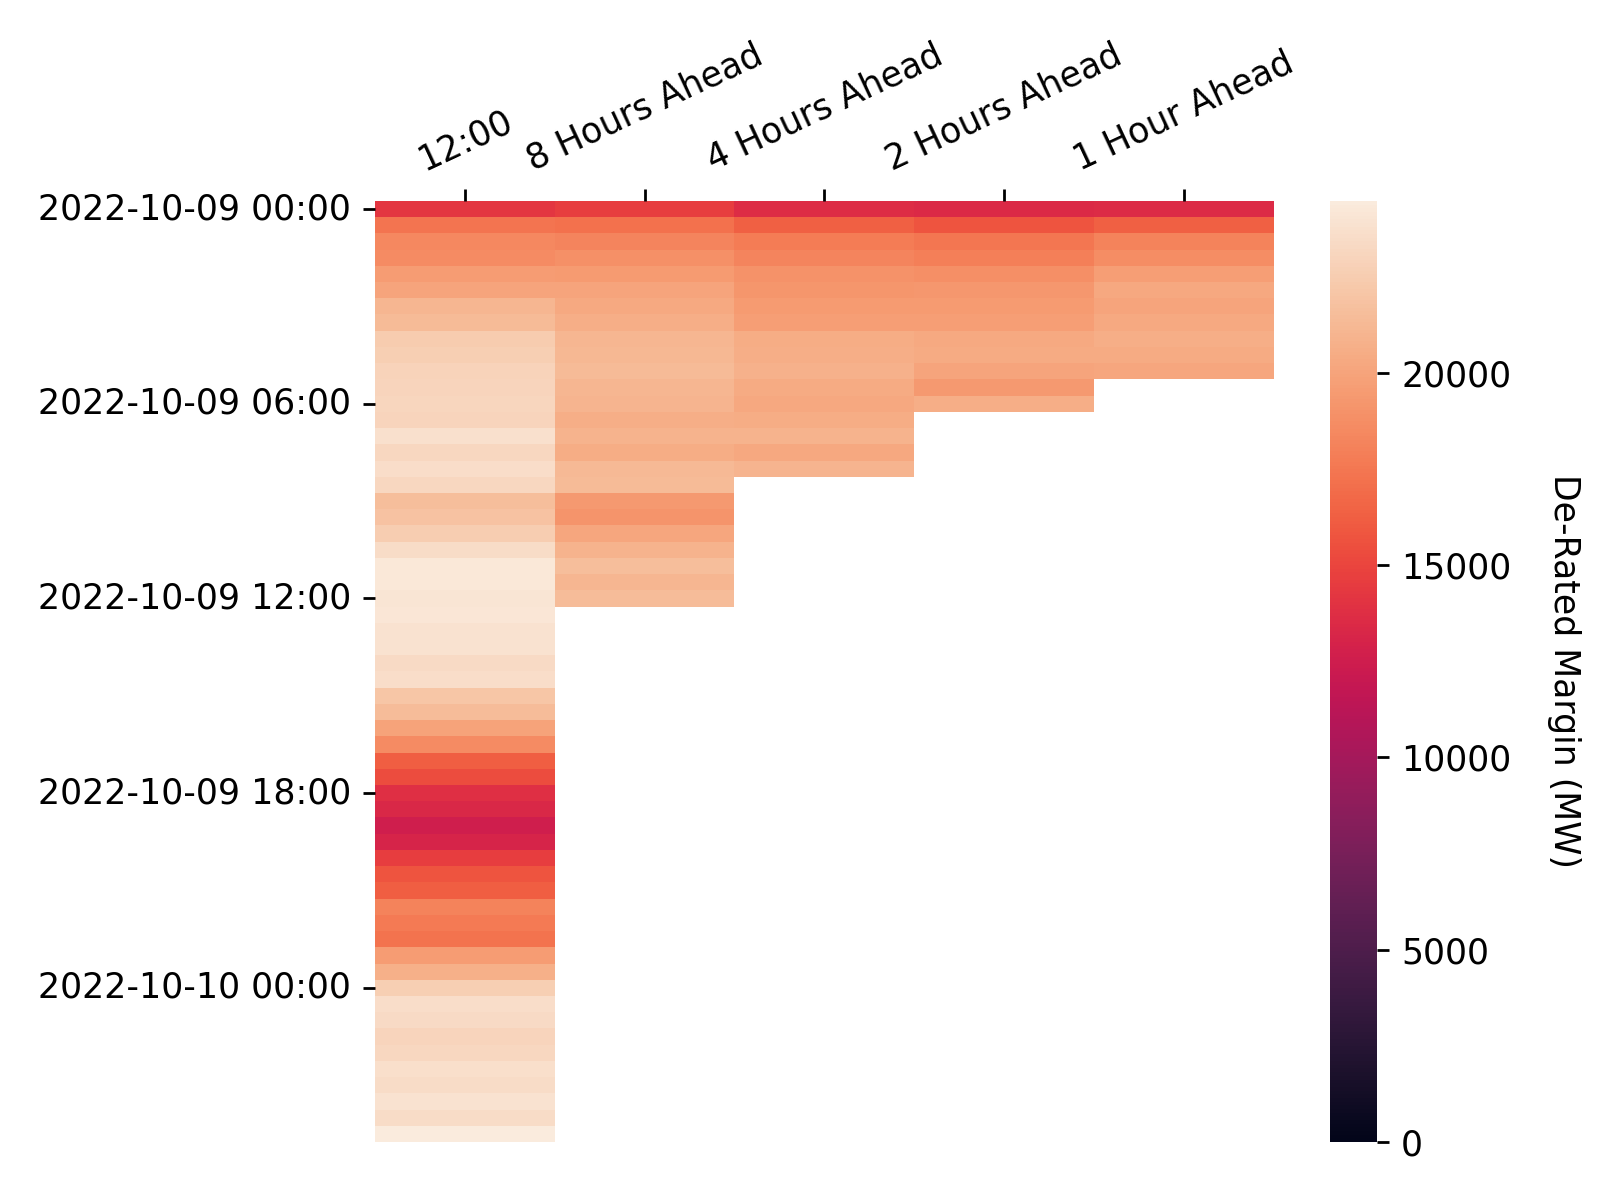 12:00
8 Hours Ahead
4 Hours Ahead
2 Hours Ahead
1 Hour Ahead
2022-10-09 00:00
2022-10-09 06:00
2022-10-09 12:00
2022-10-09 18:00
2022-10-10 00:00
20000
15000
10000
5000
0
De-Rated Margin (MW)